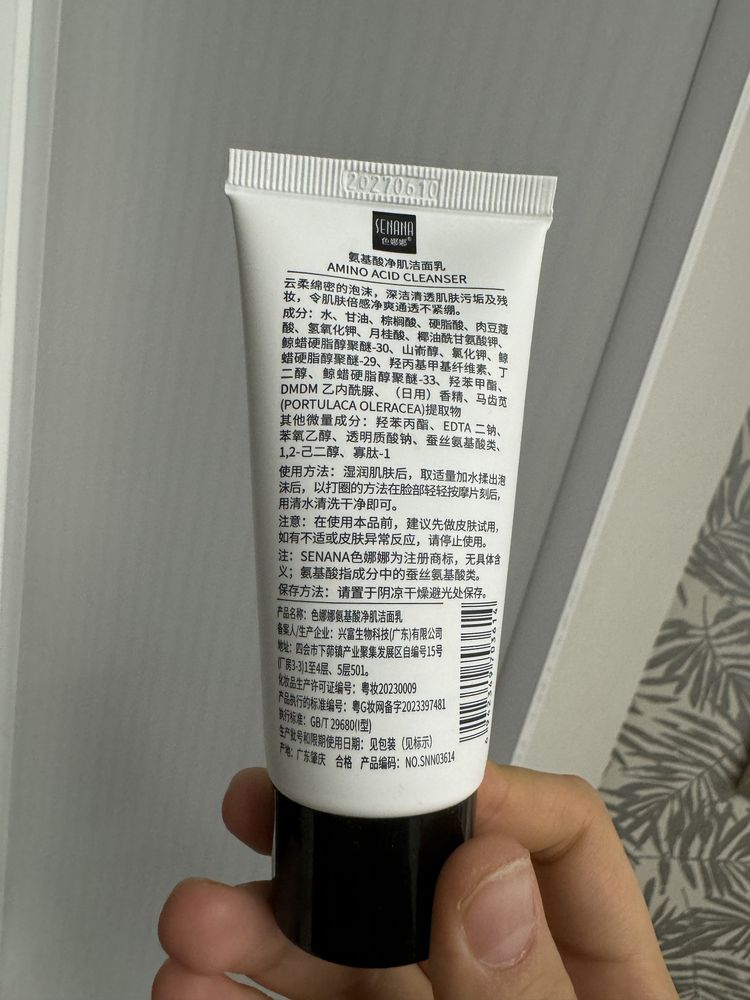 20270610
SENANA
色娜娜®
氨基酸净肌洁面乳
AMINO ACID CLEANSER
云柔绵密的泡沫，深洁清透肌肤污垢及残
妆，令肌肤倍感净爽通透不紧绷。
成分：水、甘油、棕榈酸、硬脂酸、肉豆蔻
酸、氢氧化钾、月桂酸、椰油酰甘氨酸钾、
鲸蜡硬脂醇聚醚-30、山嵛醇、氯化钾、鲸
蜡硬脂醇聚醚-29、羟丙基甲基纤维素、丁
二醇、鲸蜡硬脂醇聚醚-33、羟苯甲酯、
DMDM 乙内酰脲、（日用）香精、马齿苋
(PORTULACA OLERACEA)提取物
其他微量成分：羟苯丙酯、EDTA 二钠、
苯氧乙醇、透明质酸钠、蚕丝氨基酸类、
1,2-己二醇、寡肽-1
使用方法：湿润肌肤后，取适量加水揉出泡
沫后，以打圈的方法在脸部轻轻按摩片刻后，
用清水清洗干净即可。
注意：在使用本品前，建议先做皮肤试用，
如有不适或皮肤异常反应，请停止使用。
注：SENANA色娜娜为注册商标，无具体含
义；氨基酸指成分中的蚕丝氨基酸类。
保存方法：请置于阴凉干燥避光处保存。
产品名称：色娜娜氨基酸净肌洁面乳
备案人/生产企业：兴富生物科技(广东)有限公司
地址：四会市下茆镇产业聚集发展区自编号15号
(厂房3-3)1至4层、5层501。
化妆品生产许可证编号：粤妆20230009
产品执行的标准编号：粤G妆网备字2023397481
执行标准：GB/T 29680(I型)
生产批号和限期使用日期：见包装（见标示）
产地：广东肇庆 合格 产品编码：NO.SNN03614